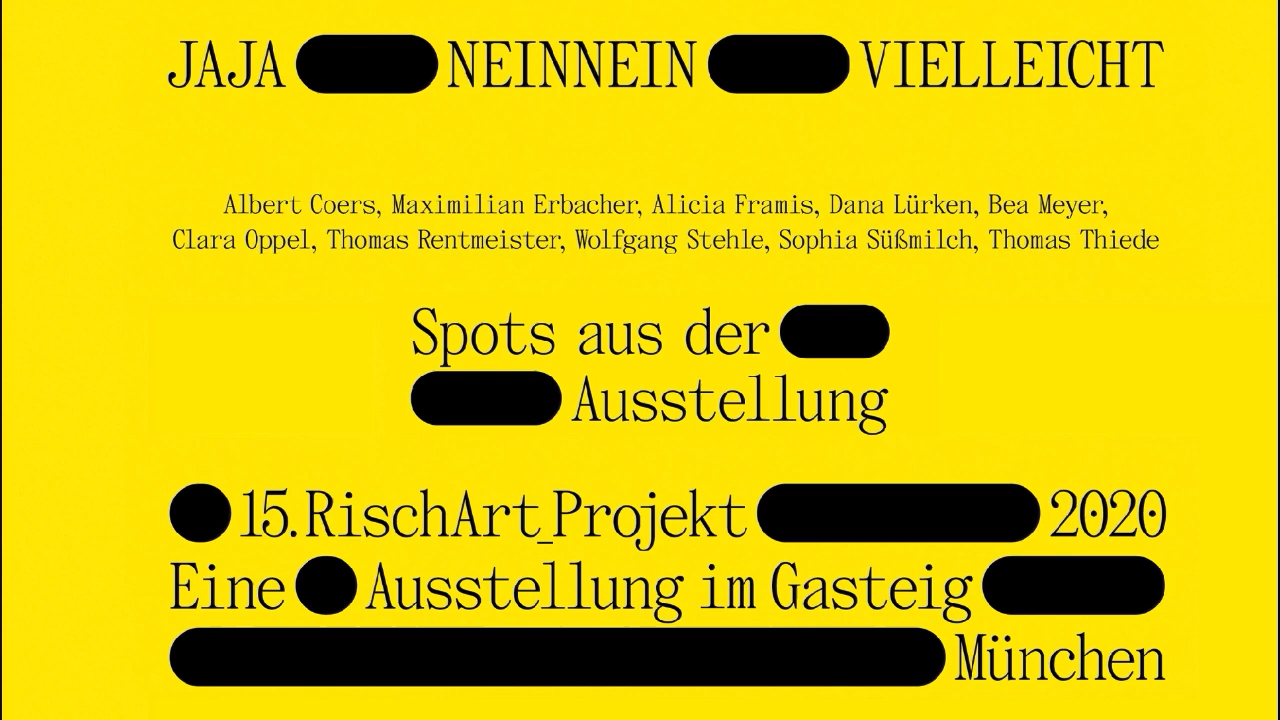 JAJA NEINNEIN VIELLEICHT
Albert Coers, Maximilian Erbacher, Alicia Framis, Dana Lürken, Bea Meyer,
Clara Oppel, Thomas Rentmeister, Wolfgang Stehle, Sophia Süßmilch, Thomas Thiede
Spots aus der
Ausstellung
15. RischArt_Projekt 2020
Eine Ausstellung im Gasteig
München